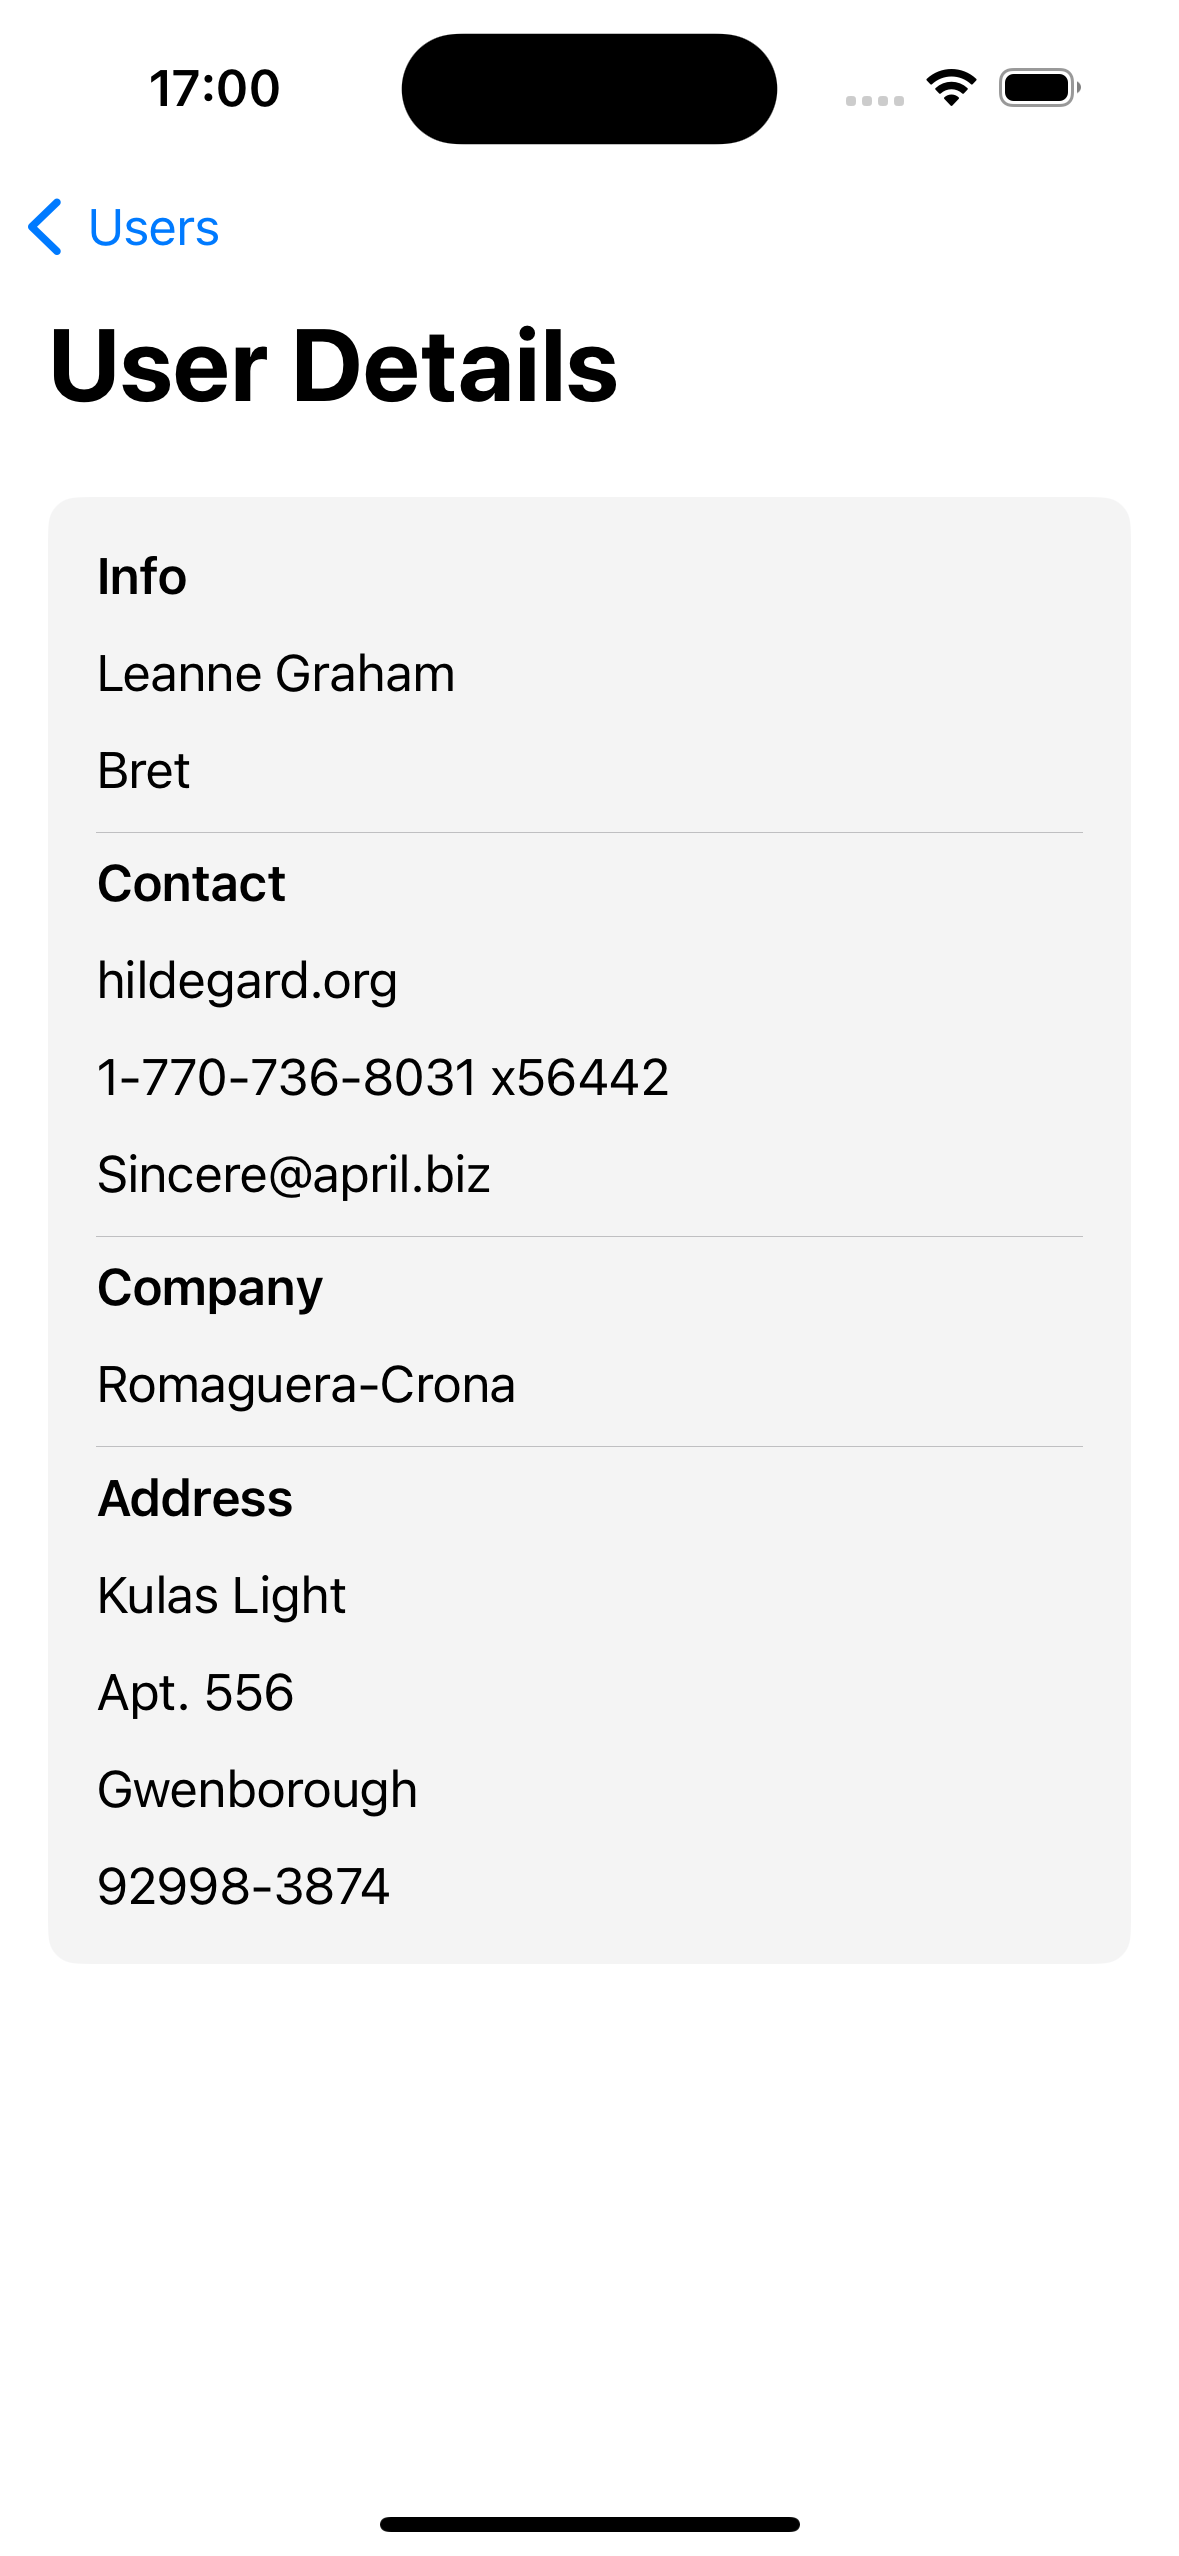 17:00
Users
User Details
Info
Leanne Graham
Bret
Contact
hildegard.org
1-770-736-8031 x56442
Sincere@april.biz
Company
Romaguera-Crona
Address
Kulas Light
Apt. 556
Gwenborough
92998-3874